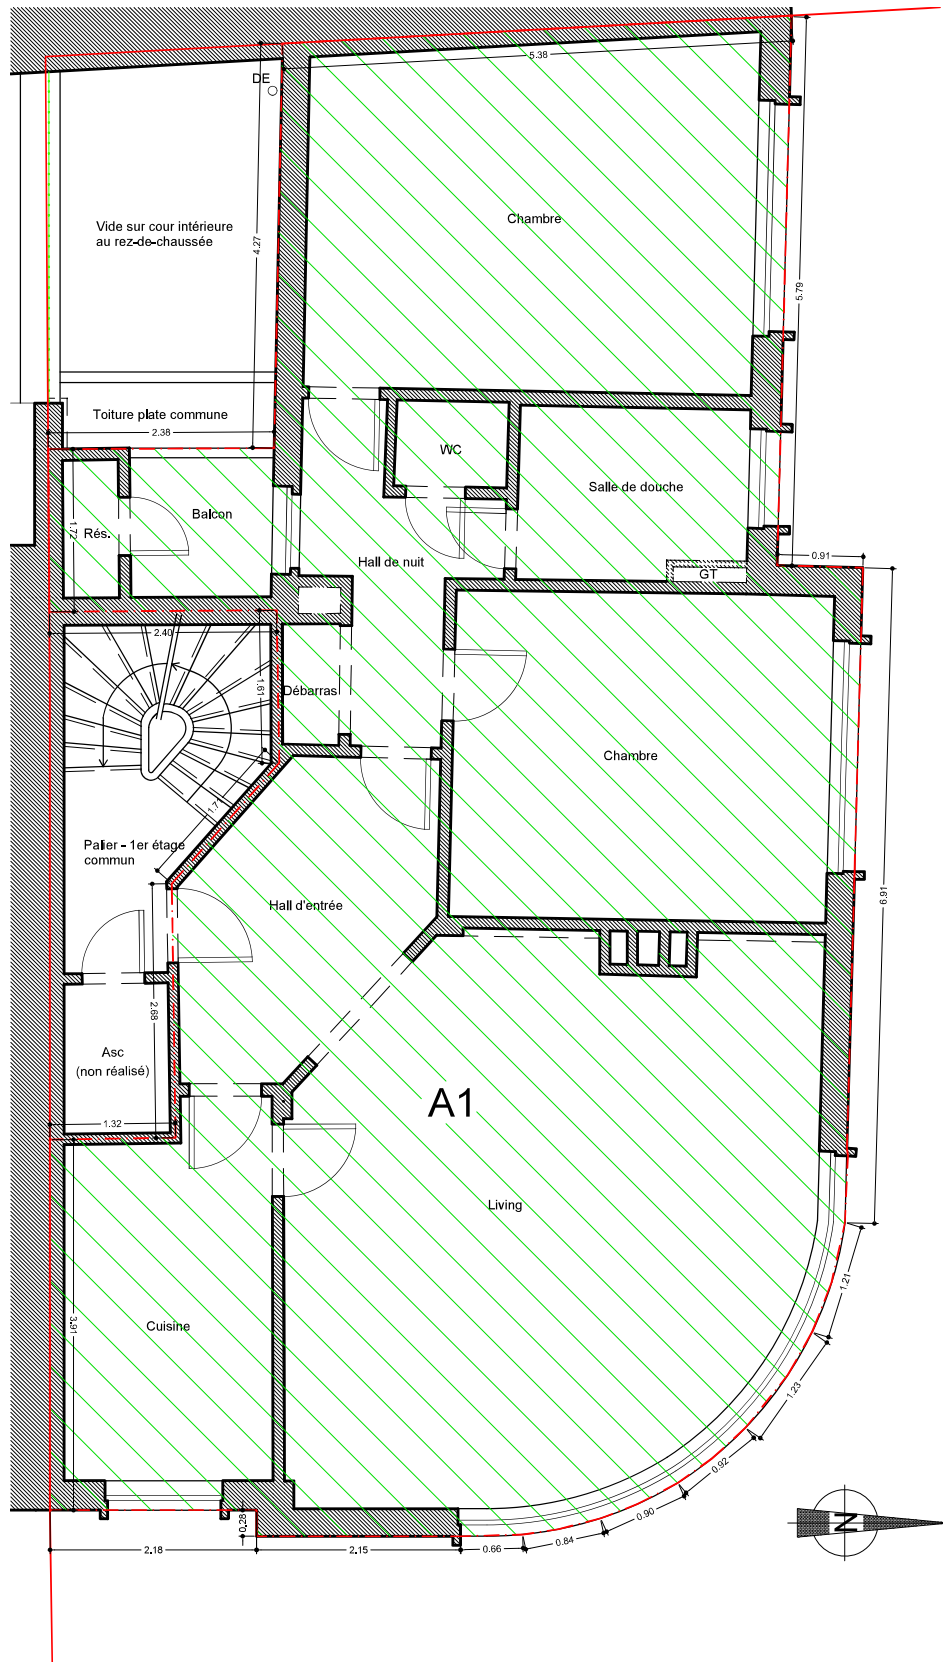 5.38
DE
Vide sur cour intérieure
au rez-de-chaussée
4.27
Chambre
5.79
Toiture plate commune
2.38
WC
Salle de douche
Balcon
Rés.
1.72
Hall de nuit
0.91
GT
2.40
1.61
Débarras
Chambre
1.71
Palier - 1er étage
commun
Hall d'entrée
6.91
2.68
Asc
(non réalisé)
A1
1.32
Living
1.21
Cuisine
3.91
1.23
0.92
0.90
0.84
0.66
0.28
2.18
2.15
N